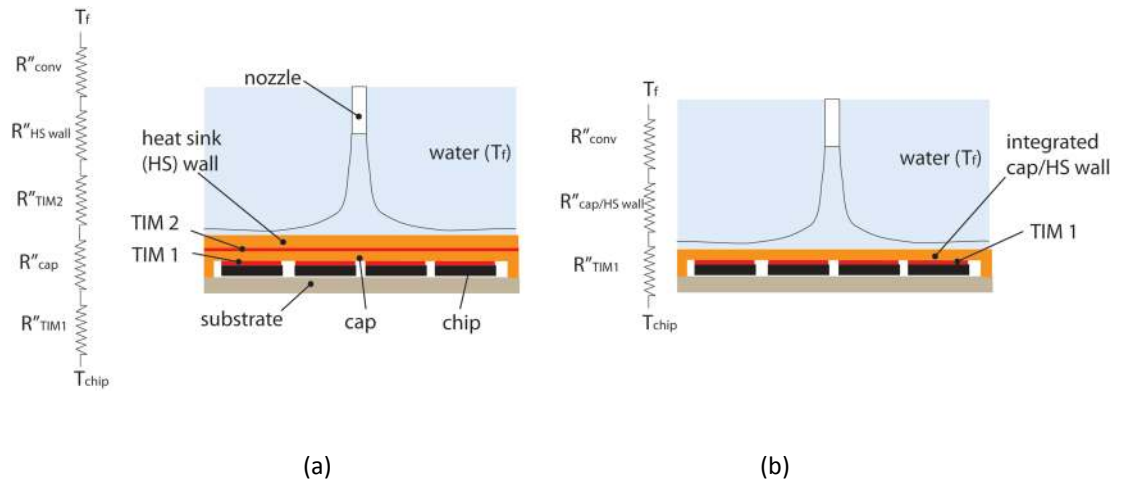 Tf
R"conv
R"HS wall
R"TIM2
R"cap
R"TIM1
Tchip
nozzle
heat sink
(HS) wall
water (Tf)
TIM 2
TIM 1
substrate
cap
chip
(a)
Tf
R"conv
R"cap/HS wall
R"TIM1
Tchip
water (Tf)
integrated
cap/HS wall
TIM 1
(b)